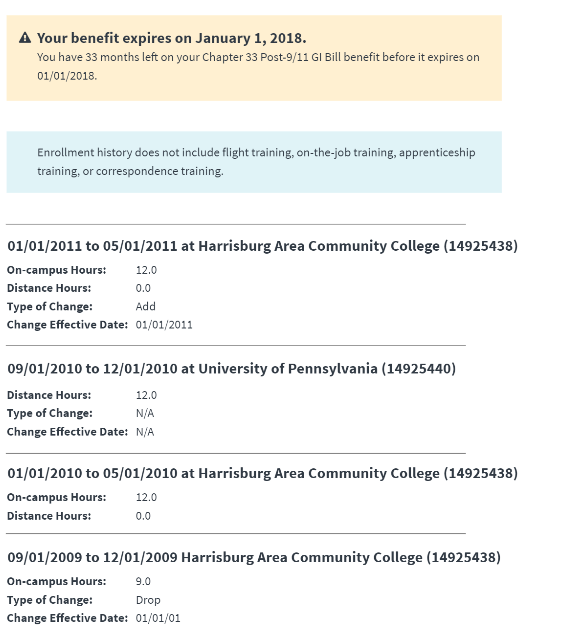 Your benefit expires on January 1, 2018.
You have 33 months left on your Chapter 33 Post-9/11 GI Bill benefit before it expires on
01/01/2018.
Enrollment history does not include flight training, on-the-job training, apprenticeship
training, or correspondence training.
01/01/2011 to 05/01/2011 at Harrisburg Area Community College (14925438)
On-campus Hours: 12.0
Distance Hours: 0.0
Type of Change: Add
Change Effective Date: 01/01/2011
09/01/2010 to 12/01/2010 at University of Pennsylvania (14925440)
Distance Hours: 12.0
Type of Change: N/A
Change Effective Date: N/A
01/01/2010 to 05/01/2010 at Harrisburg Area Community College (14925438)
On-campus Hours: 12.0
Distance Hours: 0.0
09/01/2009 to 12/01/2009 Harrisburg Area Community College (14925438)
On-campus Hours: 9.0
Type of Change: Drop
Change Effective Date: 01/01/01